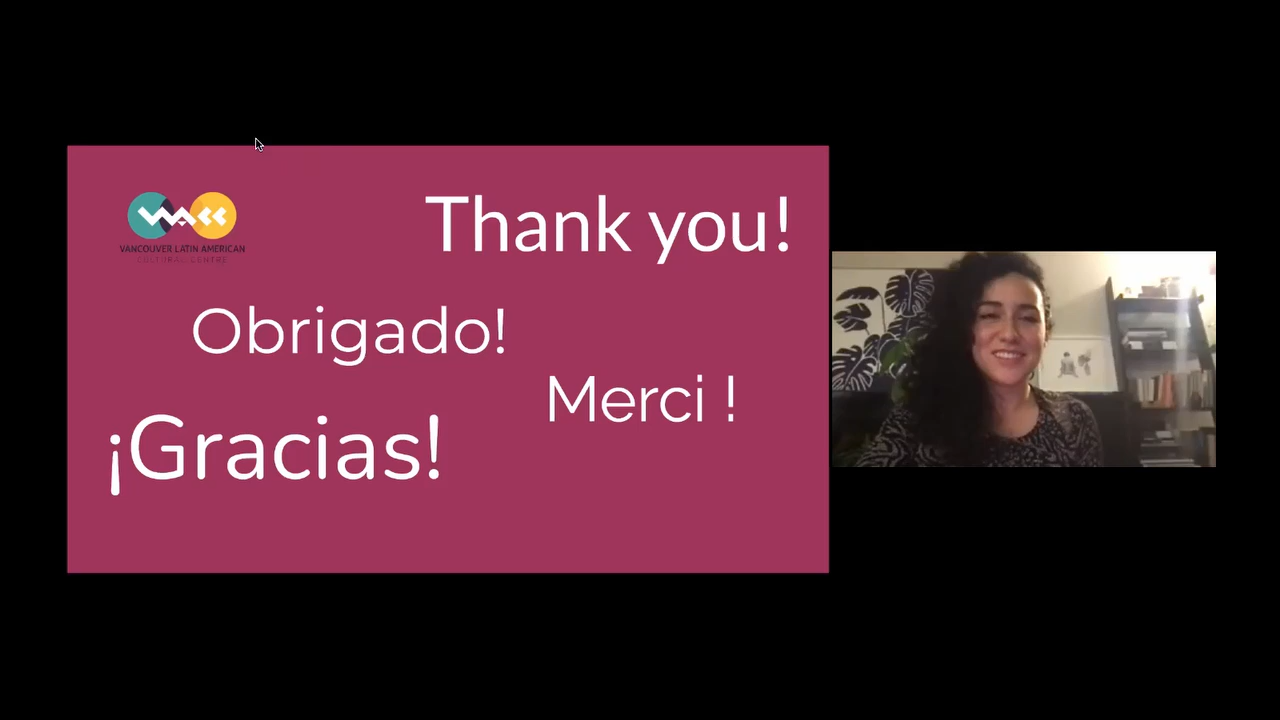 VANCOUVER LATIN AMERICAN
CULTURAL CENTRE
Thank you!
Obrigado!
Merci !
¡Gracias!